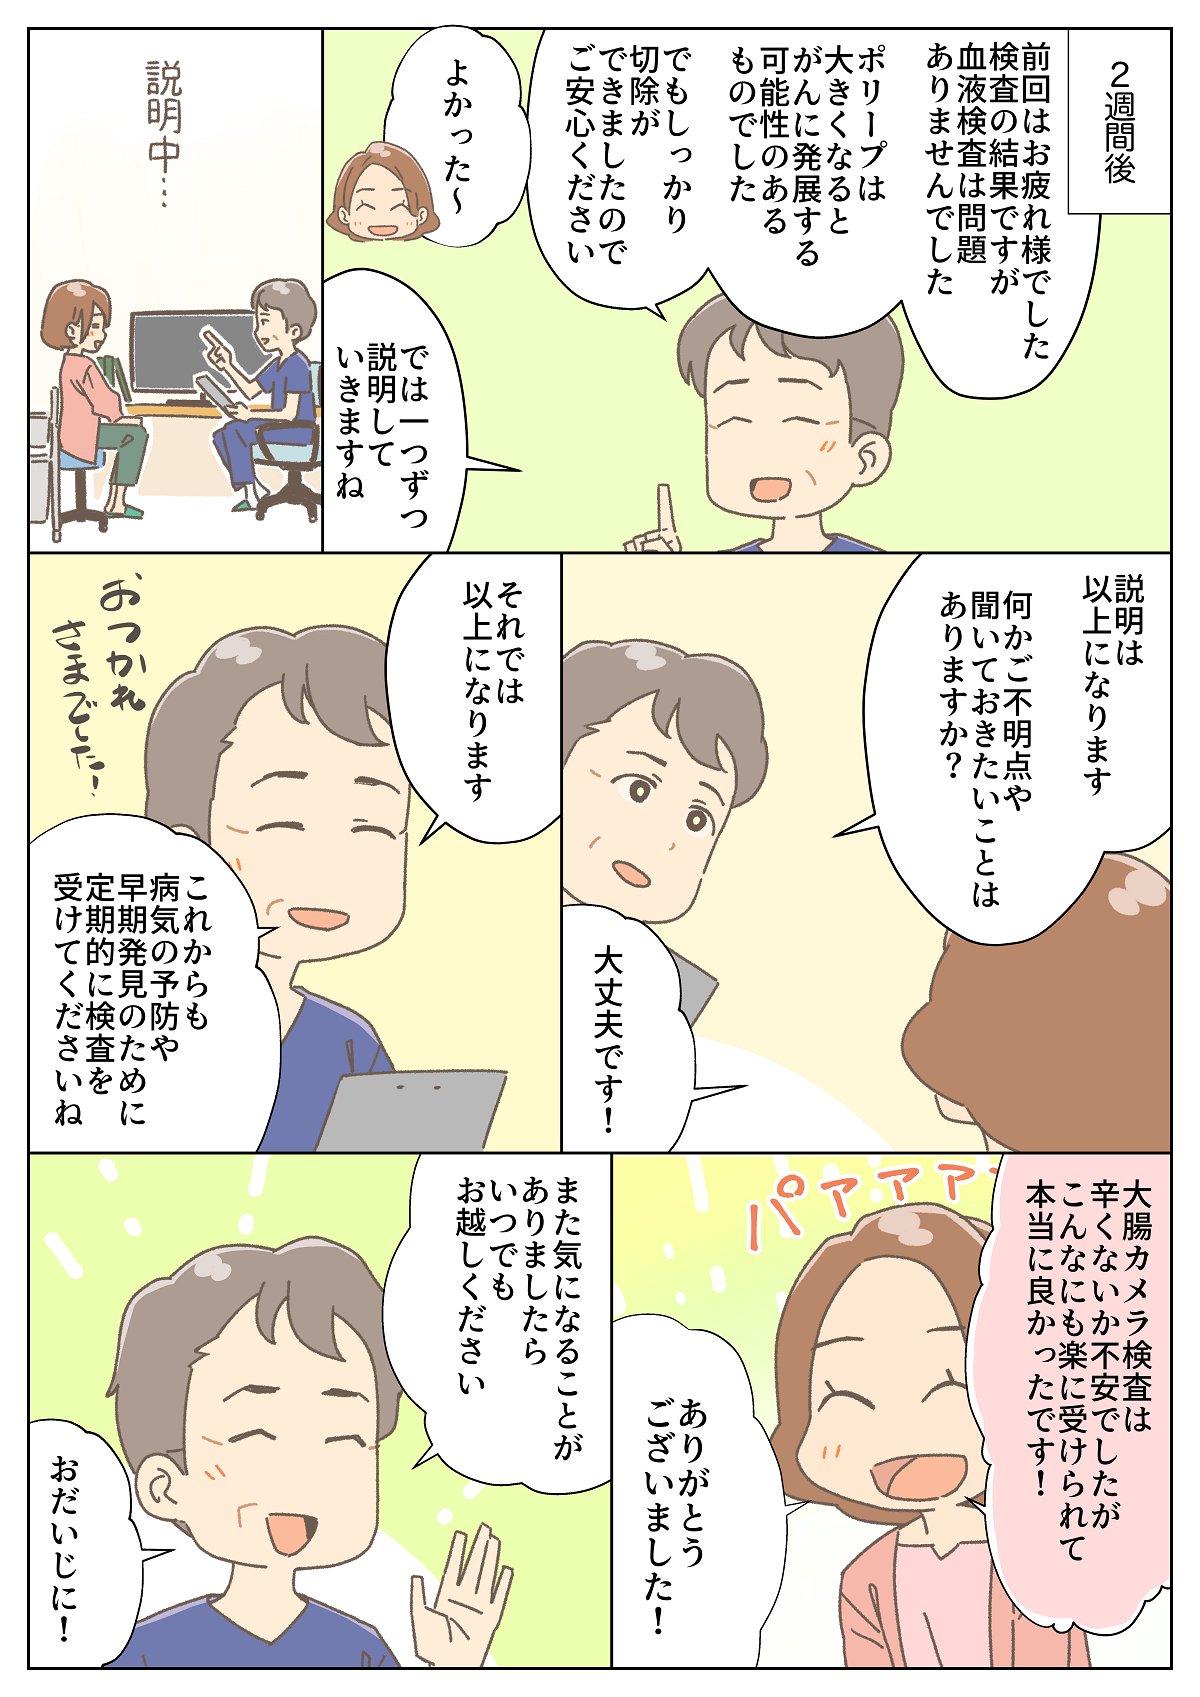 2週間後
前回はお疲れ様でした
検査の結果ですが
血液検査は問題
ありませんでした
ポリープは
大きくなると
がんに発展する
可能性のある
ものでした
でもしっかり
切除が
できましたので
ご安心ください
よかった〜
では一つずつ
説明して
いきますね
説明中…
説明は
以上になります
何かご不明点や
聞いておきたいことは
ありますか？
大丈夫です！
それでは
以上になります
おつかれ
さまでした！
これからも
病気の予防や
早期発見のために
定期的に検査を
受けてくださいね
大腸カメラ検査は
辛くないか不安でしたが
こんなにも楽に受けられて
本当に良かったです！
パァァァ
ありがとう
ございました！
また気になることが
ありましたら
いつでも
お越しください
おだいじに！